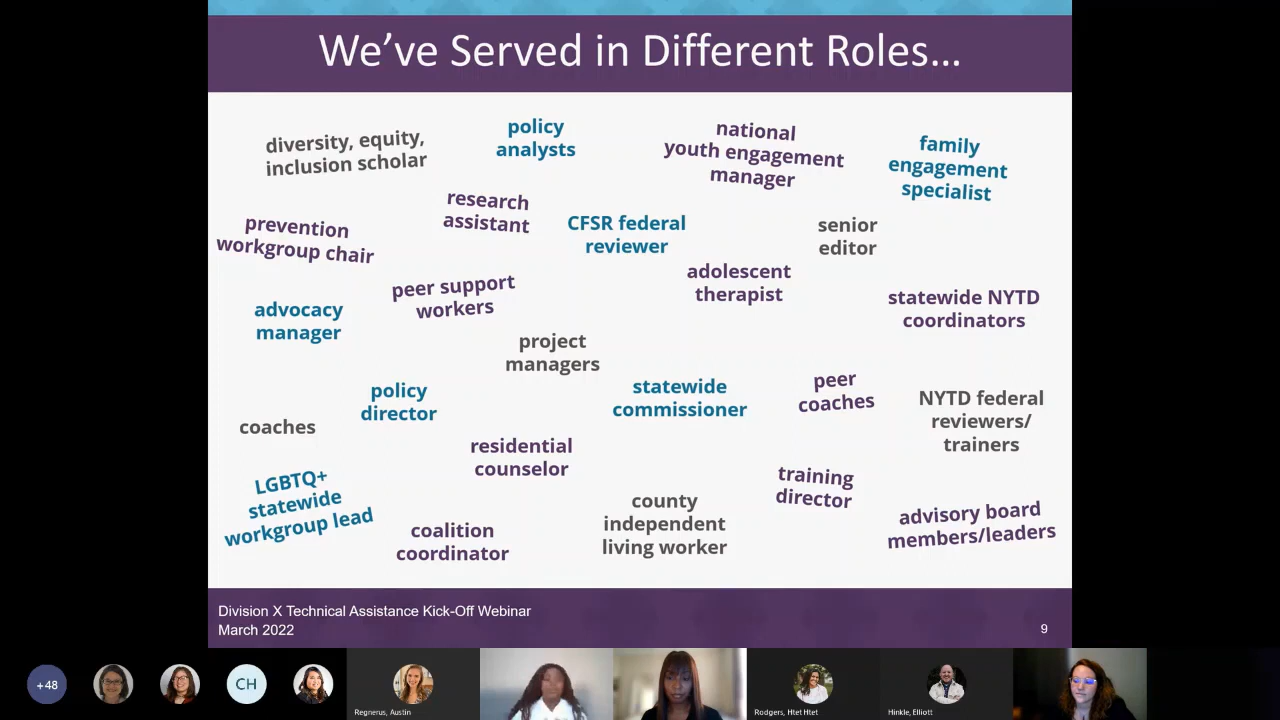 We've Served in Different Roles...
diversity, equity,
inclusion scholar
policy
analysts
national
youth engagement
manager
family
engagement
specialist
research
assistant
prevention
workgroup chair
CFSR federal
reviewer
senior
editor
adolescent
therapist
peer support
workers
advocacy
manager
statewide NYTD
coordinators
project
managers
policy
director
statewide
commissioner
peer
coaches
NYTD federal
reviewers/
trainers
coaches
residential
counselor
LGBTQ+
statewide
workgroup lead
training
director
county
independent
living worker
advisory board
members/leaders
coalition
coordinator
Division X Technical Assistance Kick-Off Webinar
March 2022
9
+48
CH
Regnerus, Austin
Rodgers, Htet Htet
Hinkle, Elliott